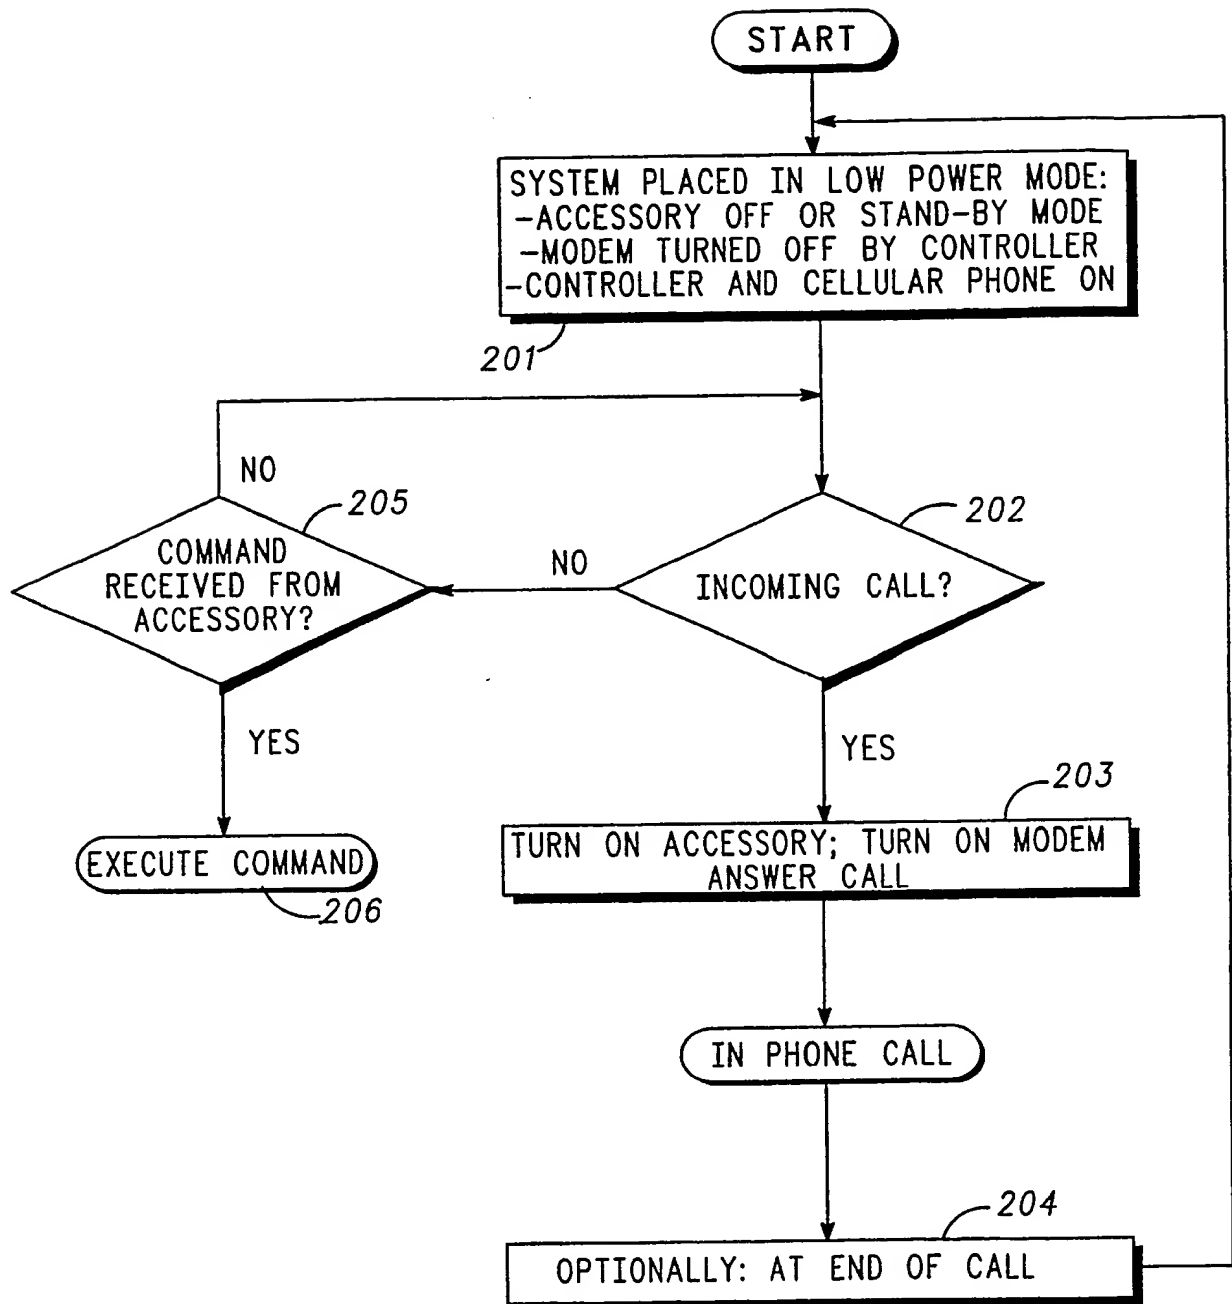 START
SYSTEM PLACED IN LOW POWER MODE:
-ACCESSORY OFF OR STAND-BY MODE
-MODEM TURNED OFF BY CONTROLLER
-CONTROLLER AND CELLULAR PHONE ON
201
NO
205
COMMAND
RECEIVED FROM
ACCESSORY?
NO
202
INCOMING CALL?
YES
YES
203
EXECUTE COMMAND
206
TURN ON ACCESSORY; TURN ON MODEM
ANSWER CALL
IN PHONE CALL
204
OPTIONALLY: AT END OF CALL